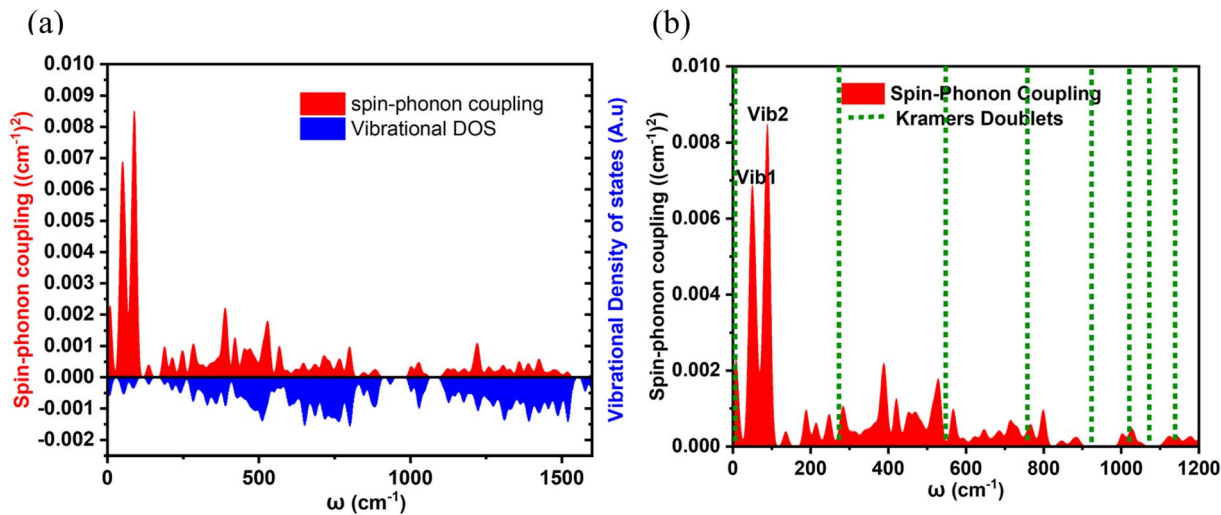 (a)
0.010
0.009
0.008
0.007
0.006
0.005
0.004
0.003
0.002
0.001
0.000
-0.001
-0.002
Spin-phonon coupling ((cm⁻¹)²)
spin-phonon coupling
Vibrational DOS
Vibrational Density of states (A.u)
0
500
1000
1500
ω (cm⁻¹)
(b)
0.010
0.008
0.006
0.004
0.002
0.000
Spin-phonon coupling ((cm⁻¹)²)
Spin-Phonon Coupling
Kramers Doublets
Vib2
Vib1
0
200
400
600
800
1000
1200
ω (cm⁻¹)